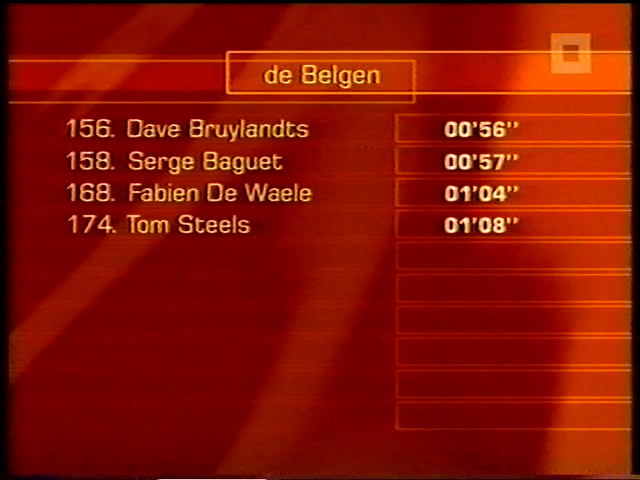 de Belgen
156. Dave Bruylandts 00'56''
158. Serge Baguet 00'57''
168. Fabien De Waele 01'04''
174. Tom Steels 01'08''